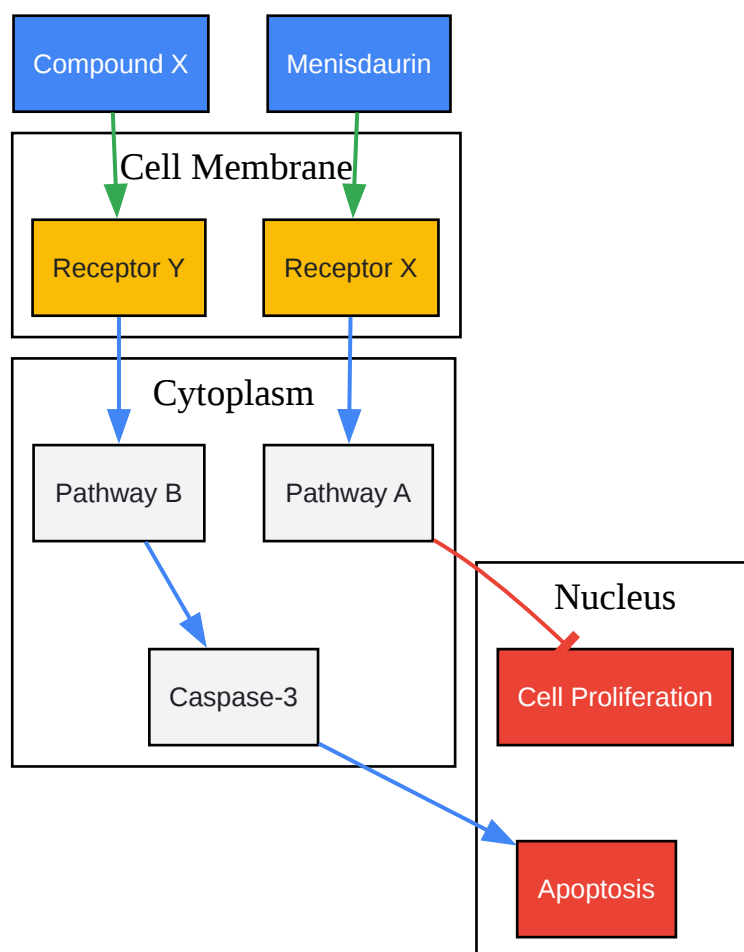 Compound X
Menisdaurin
Cell Membrane
Receptor Y
Receptor X
Cytoplasm
Pathway B
Pathway A
Nucleus
Caspase-3
Cell Proliferation
Apoptosis